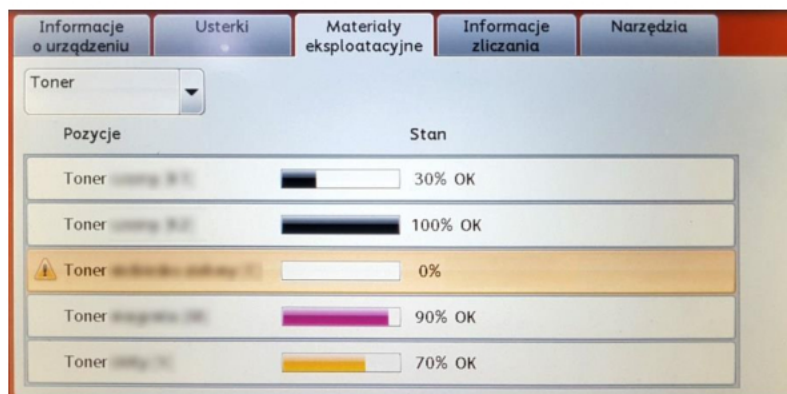 Informacje
o urządzeniu
Usterki
Materiały
eksploatacyjne
Informacje
zliczania
Narzędzia
Toner
Pozycje Stan
Toner 30% OK
Toner 100% OK
Toner 0%
Toner 90% OK
Toner 70% OK